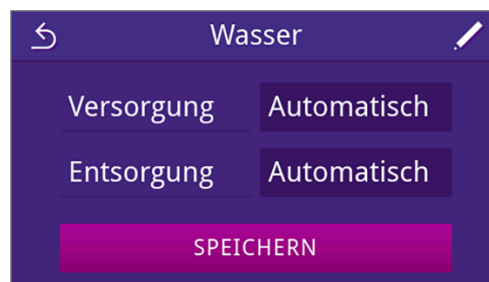 Wasser
Versorgung Automatisch
Entsorgung Automatisch
SPEICHERN